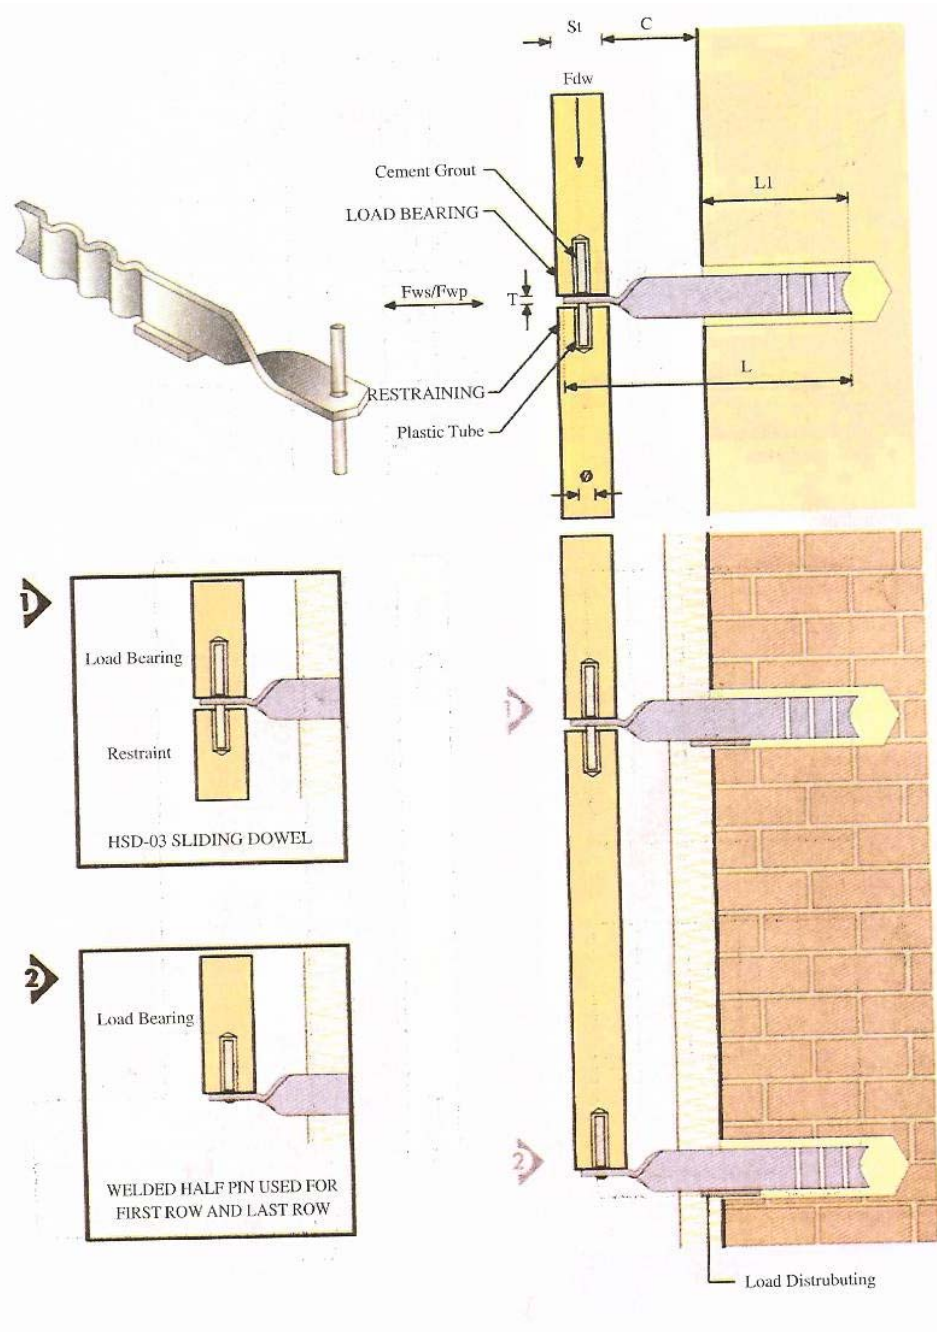 St
C
Fdw
Cement Grout
L1
LOAD BEARING
Fws/Fwp
T
L
RESTRAINING
Plastic Tube
1
Load Bearing
Restraint
HSD-03 SLIDING DOWEL
1
2
Load Bearing
WELDED HALF PIN USED FOR
FIRST ROW AND LAST ROW
2
Load Distrubuting